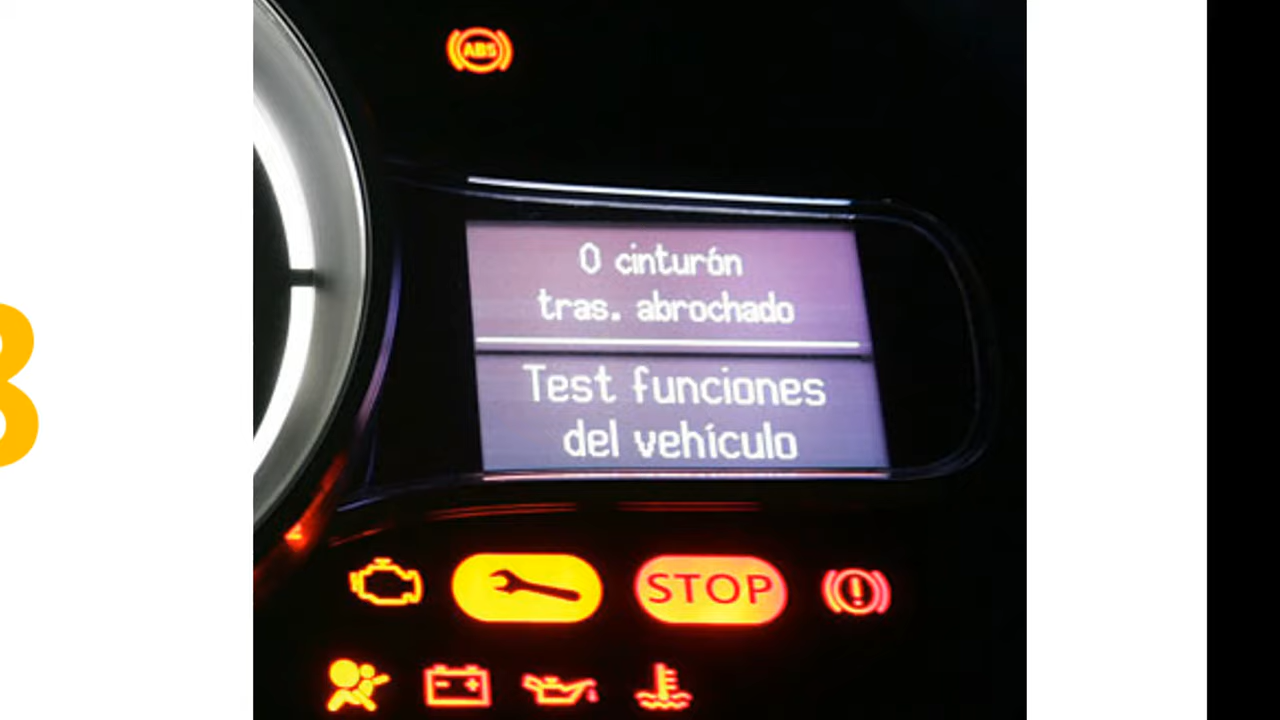 ABS
0 cinturón
tras. abrochado
Test funciones
del vehículo
STOP